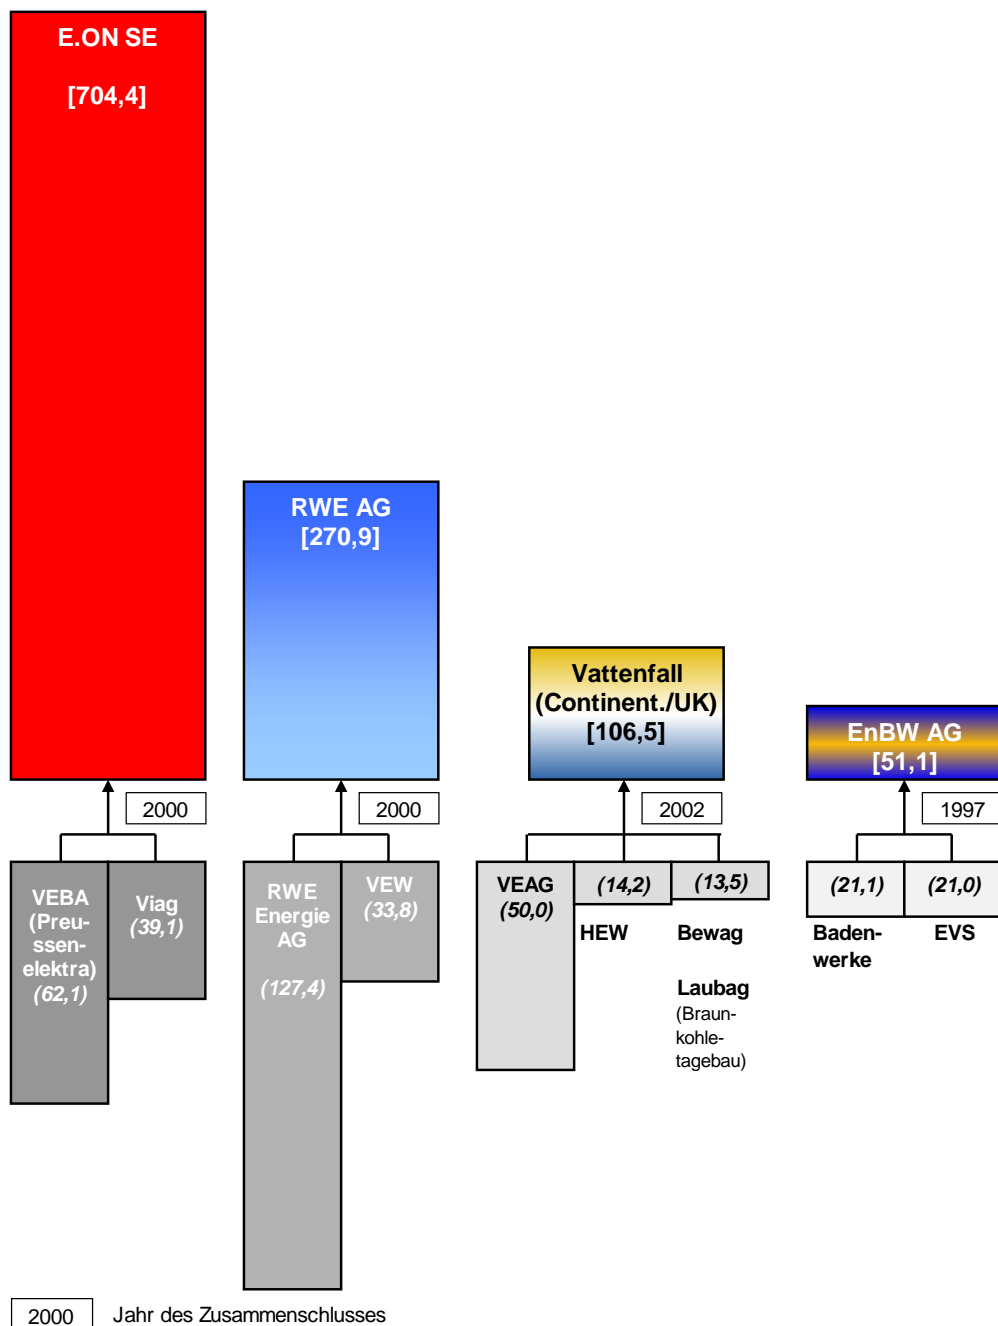 E.ON SE
[704,4]
RWE AG
[270,9]
Vattenfall
(Continent./UK)
[106,5]
EnBW AG
[51,1]
2000
2000
2002
1997
VEBA
(Preu-
ssen-
elektra)
(62,1)
Viag
(39,1)
RWE
Energie
AG
(127,4)
VEW
(33,8)
VEAG
(50,0)
(14,2)
HEW
(13,5)
Bewag
Laubag
(Braun-
kohle-
tagebau)
(21,1)
Baden-
werke
(21,0)
EVS
2000 Jahr des Zusammenschlusses